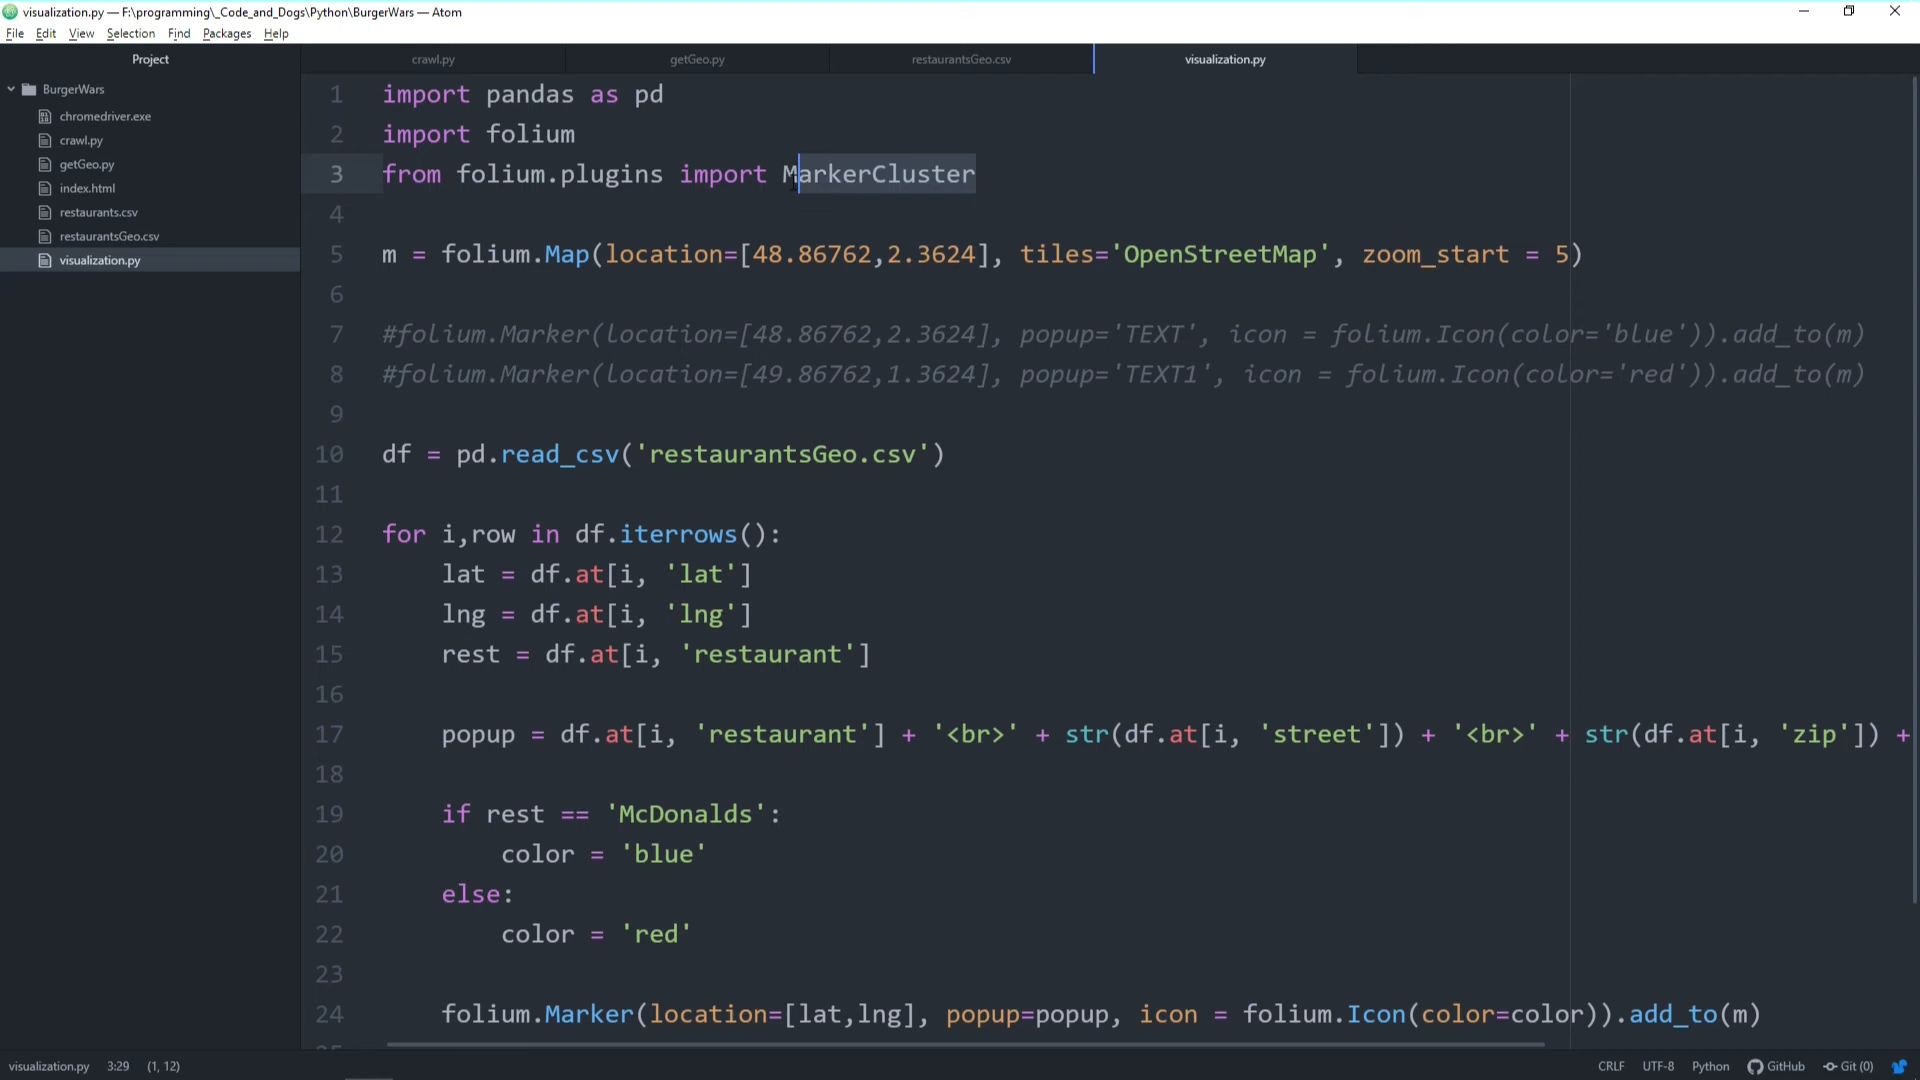 visualization.py — F:\programming\_Code_and_Dogs\Python\BurgerWars — Atom
File Edit View Selection Find Packages Help
Project crawl.py getGeo.py restaurantsGeo.csv visualization.py
BurgerWars
chromedriver.exe
crawl.py
getGeo.py
index.html
restaurants.csv
restaurantsGeo.csv
visualization.py
1 import pandas as pd
2 import folium
3 from folium.plugins import MarkerCluster
4
5 m = folium.Map(location=[48.86762,2.3624], tiles='OpenStreetMap', zoom_start = 5)
6
7 #folium.Marker(location=[48.86762,2.3624], popup='TEXT', icon = folium.Icon(color='blue')).add_to(m)
8 #folium.Marker(location=[49.86762,1.3624], popup='TEXT1', icon = folium.Icon(color='red')).add_to(m)
9
10 df = pd.read_csv('restaurantsGeo.csv')
11
12 for i,row in df.iterrows():
13 lat = df.at[i, 'lat']
14 lng = df.at[i, 'lng']
15 rest = df.at[i, 'restaurant']
16
17 popup = df.at[i, 'restaurant'] + '<br>' + str(df.at[i, 'street']) + '<br>' + str(df.at[i, 'zip']) +
18
19 if rest == 'McDonalds':
20 color = 'blue'
21 else:
22 color = 'red'
23
24 folium.Marker(location=[lat,lng], popup=popup, icon = folium.Icon(color=color)).add_to(m)
visualization.py 3:29 (1, 12) CRLF UTF-8 Python GitHub Git (0)